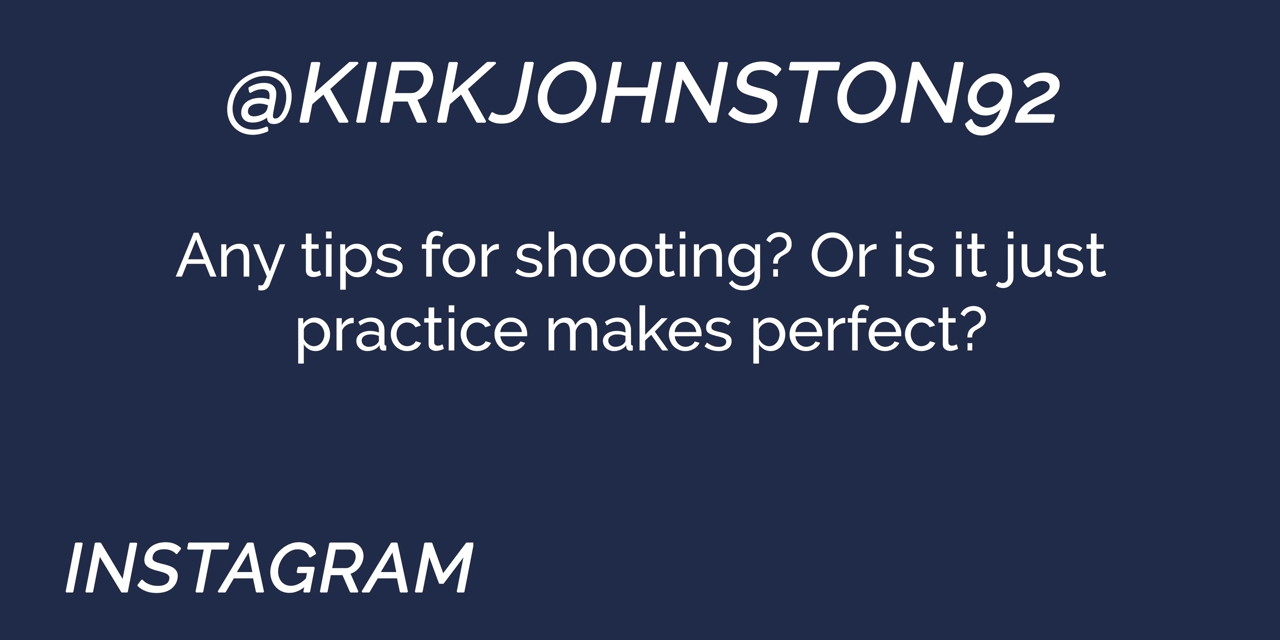 @KIRKJOHNSTON92
Any tips for shooting? Or is it just
practice makes perfect?
INSTAGRAM